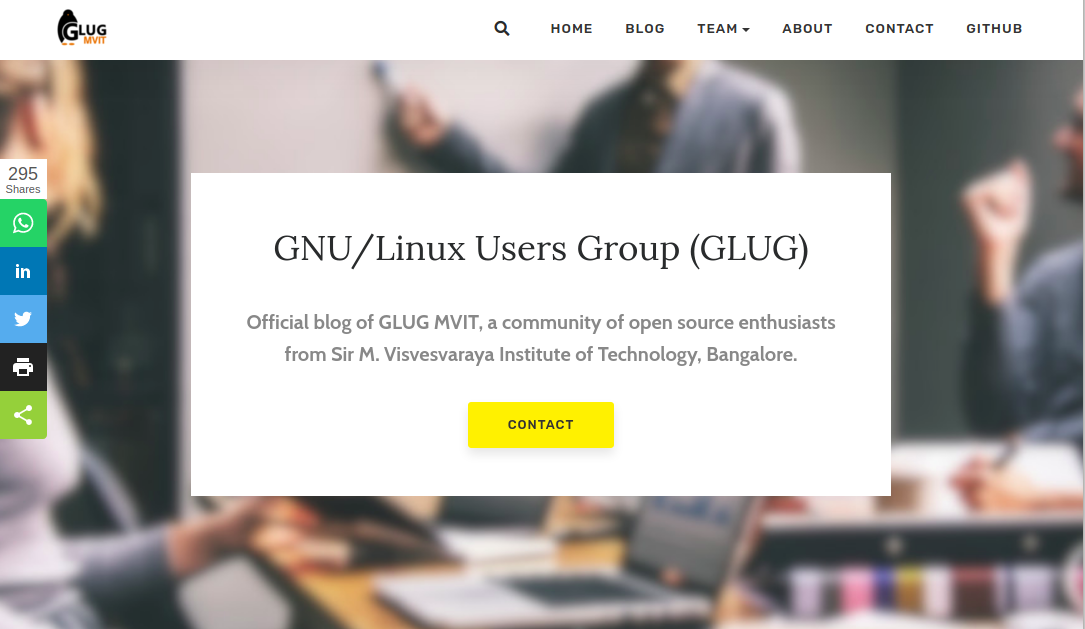 GLUG
MVIT
HOME BLOG TEAM ABOUT CONTACT GITHUB
295
Shares
in
GNU/Linux Users Group (GLUG)
Official blog of GLUG MVIT, a community of open source enthusiasts
from Sir M. Visvesvaraya Institute of Technology, Bangalore.
CONTACT